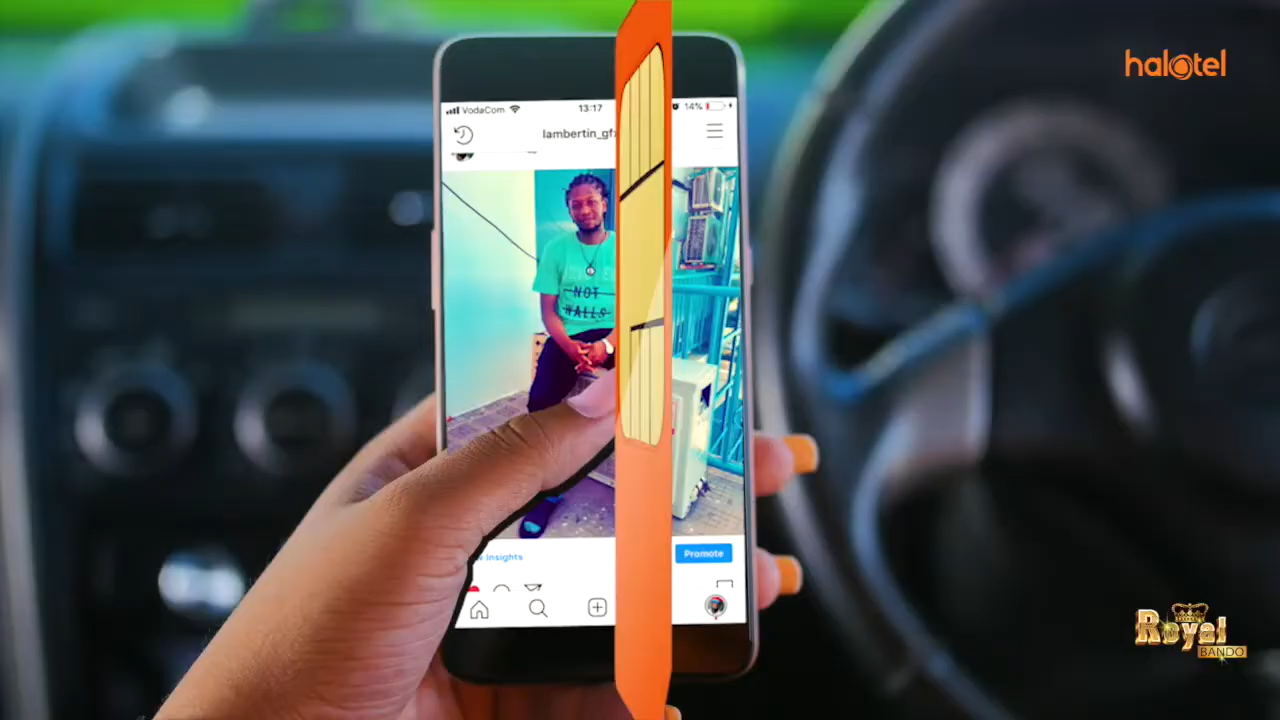 halotel
VodaCom 13:17 14%
lambertin_gf
NOT
WALLS
Insights Promote
Royal
BANDO